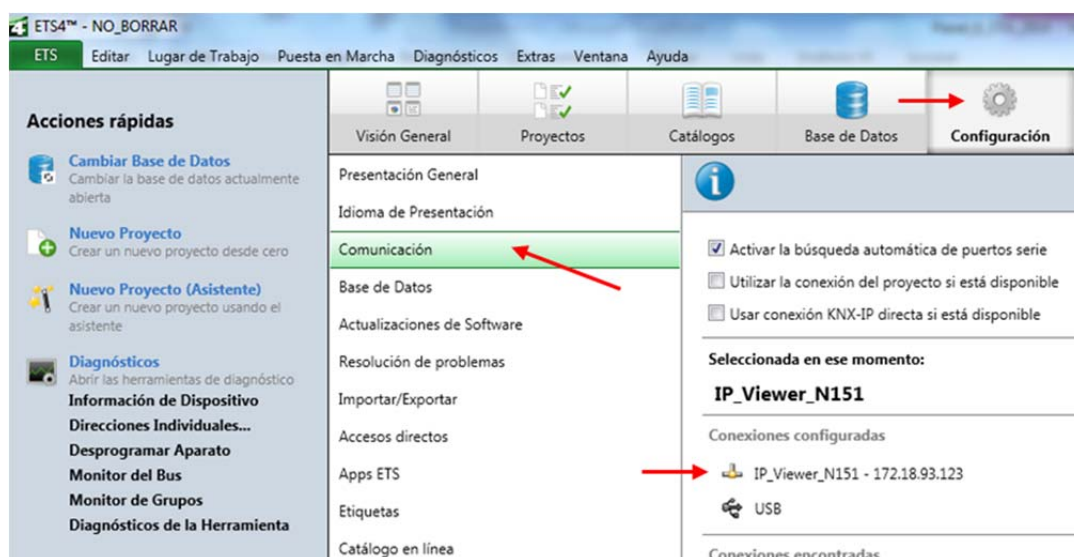 ETS4™ - NO_BORRAR
ETS Editar Lugar de Trabajo Puesta en Marcha Diagnósticos Extras Ventana Ayuda
Acciones rápidas
Cambiar Base de Datos
Cambiar la base de datos actualmente
abierta
Nuevo Proyecto
Crear un nuevo proyecto desde cero
Nuevo Proyecto (Asistente)
Crear un nuevo proyecto usando el
asistente
Diagnósticos
Abrir las herramientas de diagnóstico
Información de Dispositivo
Direcciones Individuales...
Desprogramar Aparato
Monitor del Bus
Monitor de Grupos
Diagnósticos de la Herramienta
Visión General
Proyectos
Catálogos
Base de Datos
Configuración
Presentación General
Idioma de Presentación
Comunicación
Base de Datos
Actualizaciones de Software
Resolución de problemas
Importar/Exportar
Accesos directos
Apps ETS
Etiquetas
Catálogo en línea
Activar la búsqueda automática de puertos serie
Utilizar la conexión del proyecto si está disponible
Usar conexión KNX-IP directa si está disponible
Seleccionada en ese momento:
IP_Viewer_N151
Conexiones configuradas
IP_Viewer_N151 - 172.18.93.123
USB
Conexiones encontradas